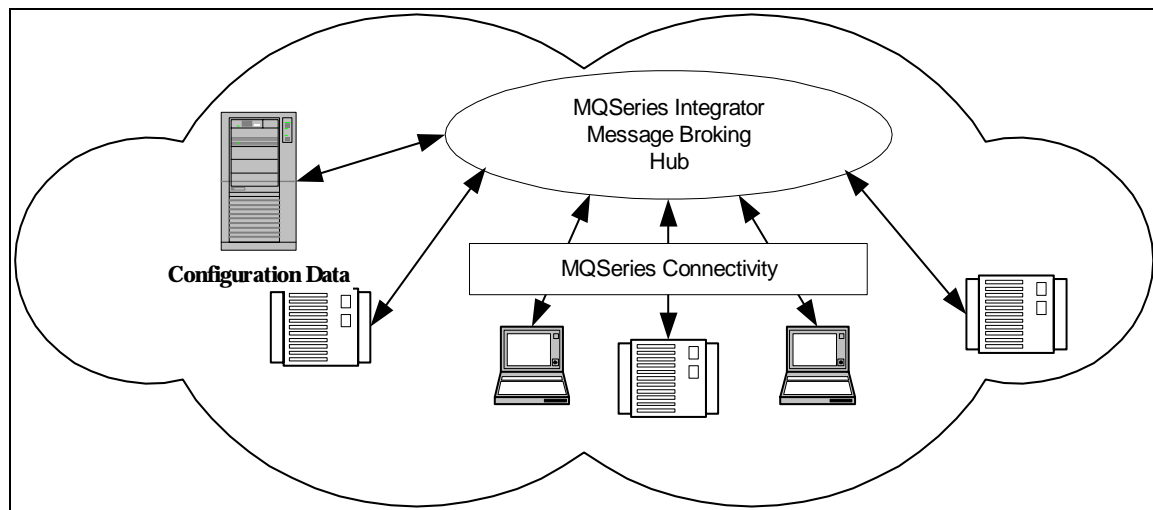 MQSeries Integrator
Message Broking
Hub
Configuration Data
MQSeries Connectivity